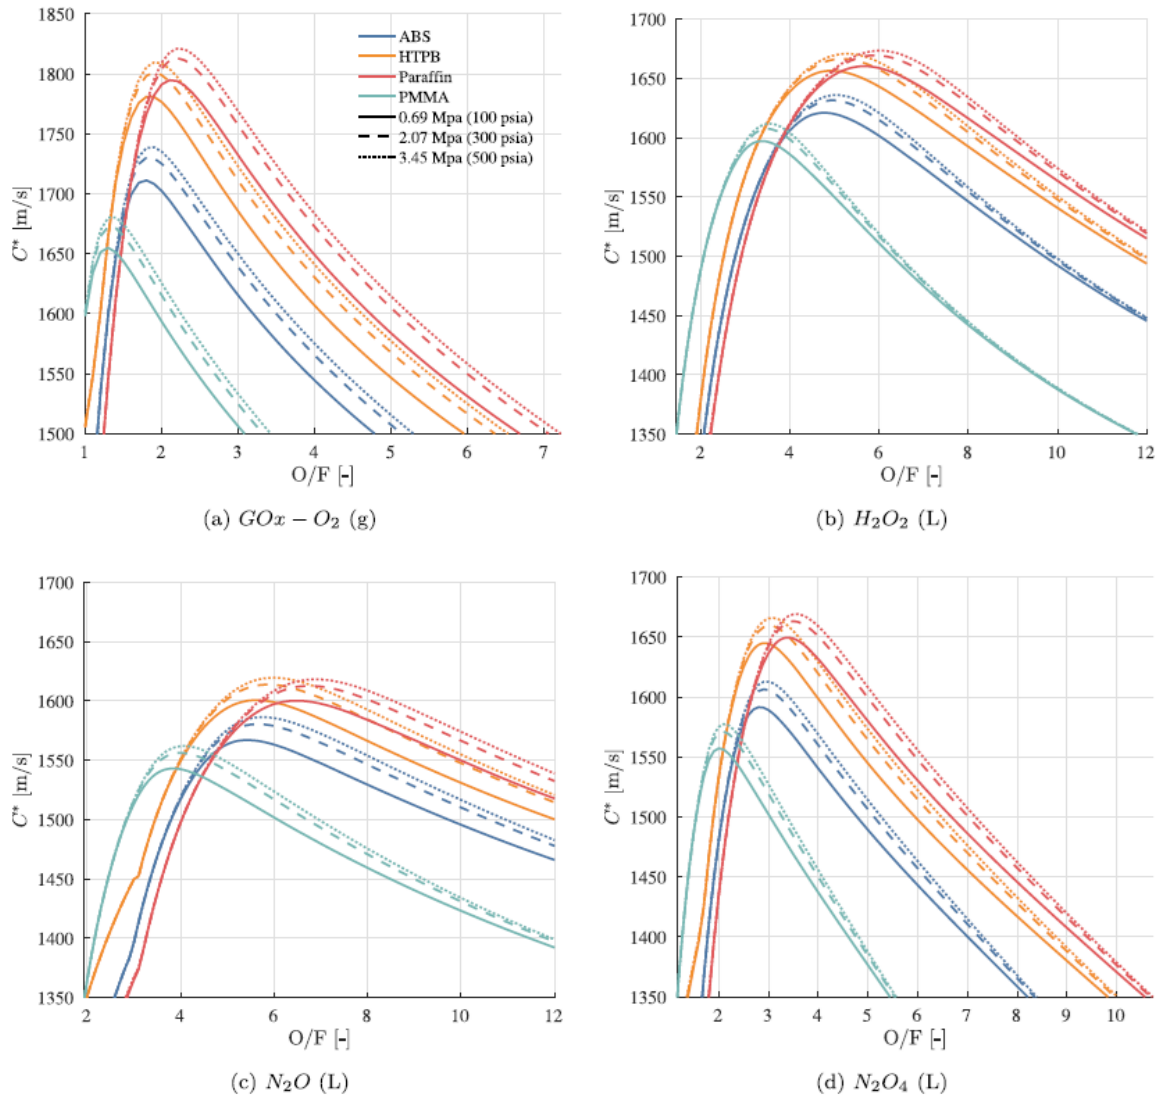 1850
1800
1750
1700
1650
1600
1550
1500
C* [m/s]
1 2 3 4 5 6 7
O/F [-]
ABS
HTPB
Paraffin
PMMA
0.69 Mpa (100 psia)
2.07 Mpa (300 psia)
3.45 Mpa (500 psia)
(a) GOx − O2 (g)
1700
1650
1600
1550
1500
1450
1400
1350
C* [m/s]
2 4 6 8 10 12
O/F [-]
(b) H2O2 (L)
1700
1650
1600
1550
1500
1450
1400
1350
C* [m/s]
2 4 6 8 10 12
O/F [-]
(c) N2O (L)
1700
1650
1600
1550
1500
1450
1400
1350
C* [m/s]
2 3 4 5 6 7 8 9 10
O/F [-]
(d) N2O4 (L)